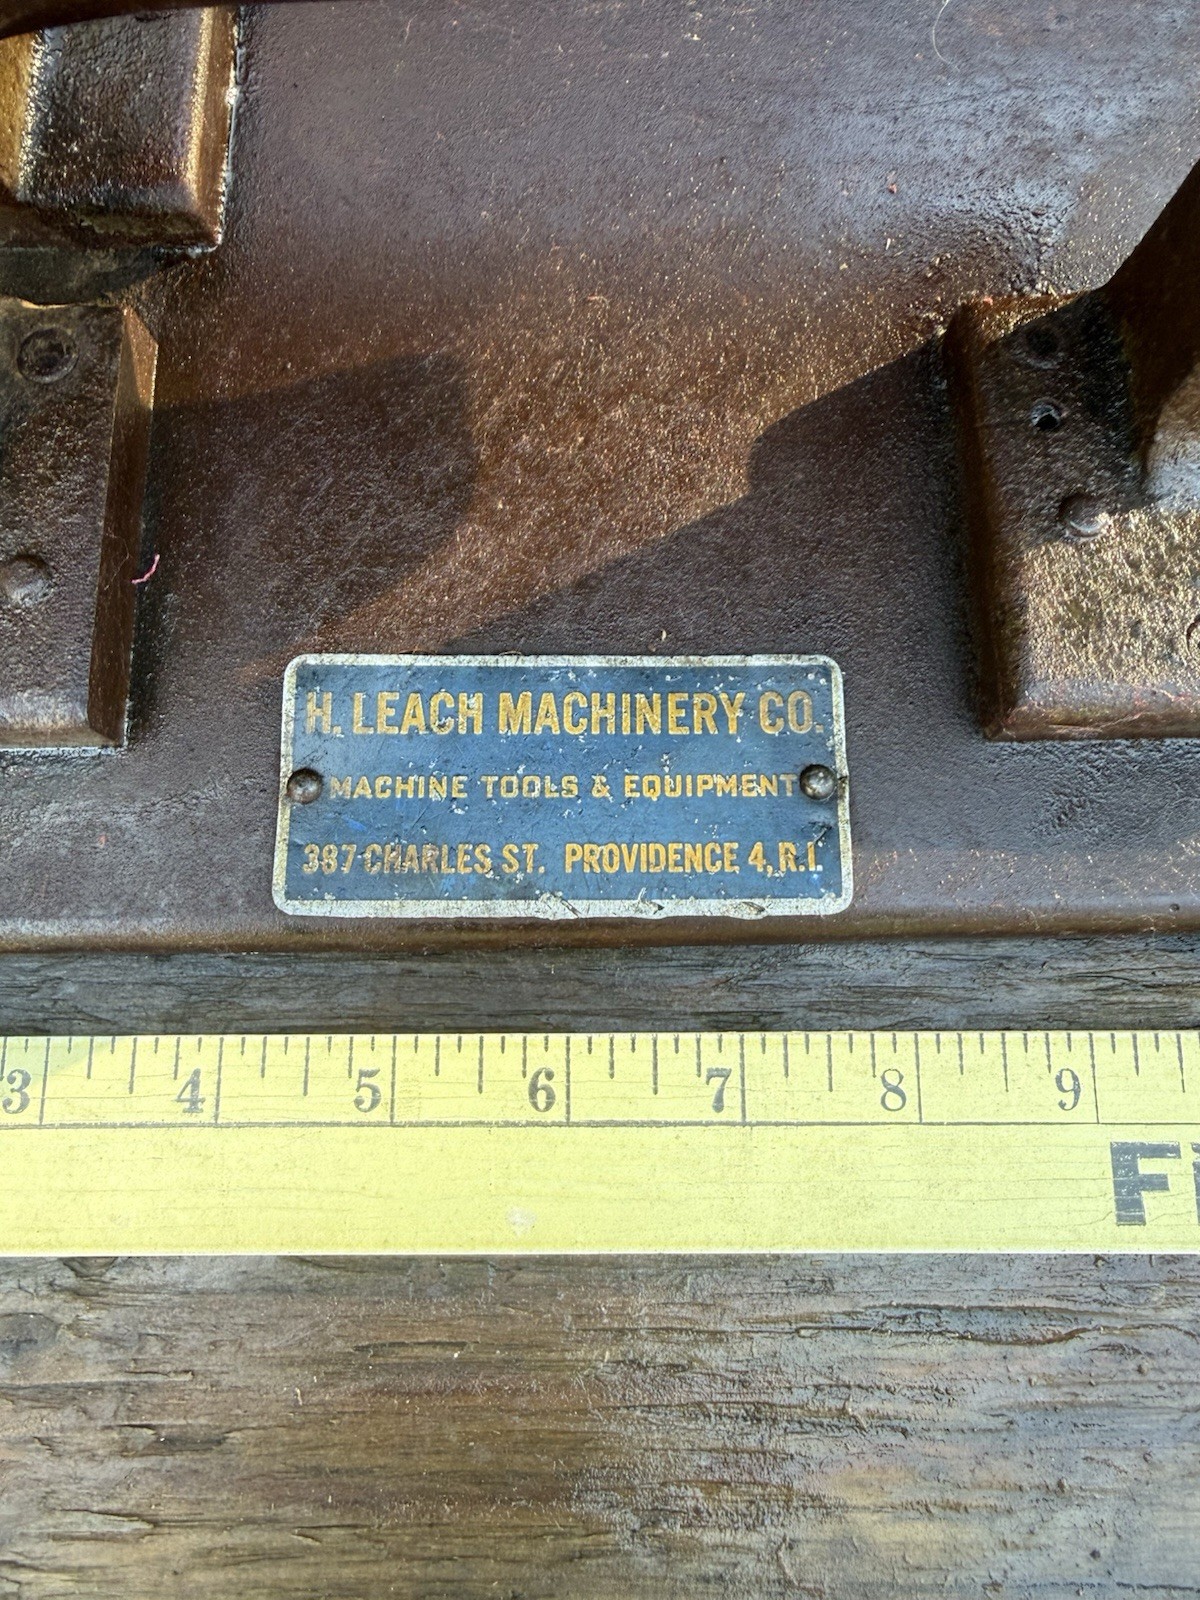 H. LEACH MACHINERY CO.
MACHINE TOOLS & EQUIPMENT
387 CHARLES ST. PROVIDENCE 4, R.I.
3 4 5 6 7 8 9